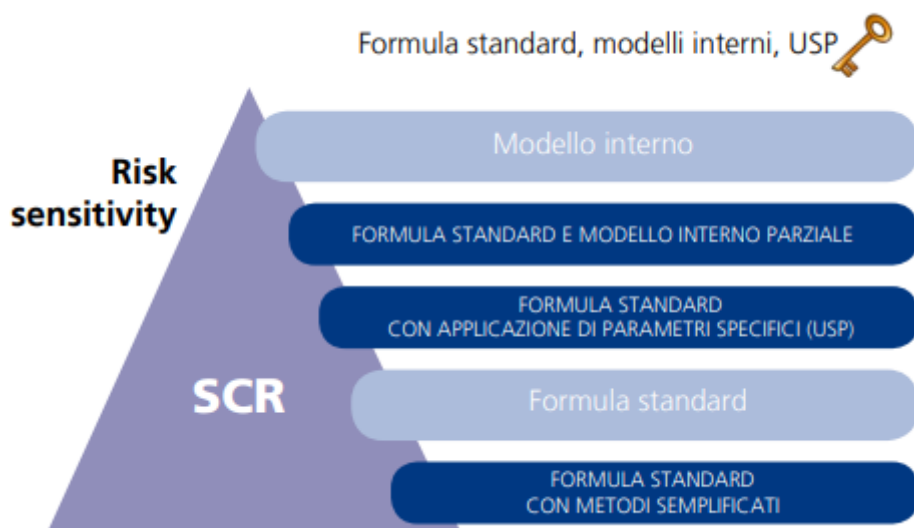 Formula standard, modelli interni, USP
Modello interno
Risk
sensitivity
FORMULA STANDARD E MODELLO INTERNO PARZIALE
FORMULA STANDARD
CON APPLICAZIONE DI PARAMETRI SPECIFICI (USP)
SCR
Formula standard
FORMULA STANDARD
CON METODI SEMPLIFICATI